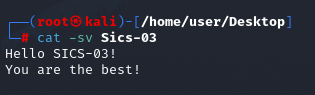 ┌──(root㉿kali)-[/home/user/Desktop]
└─# cat -sv Sics-03
Hello SICS-03!
You are the best!